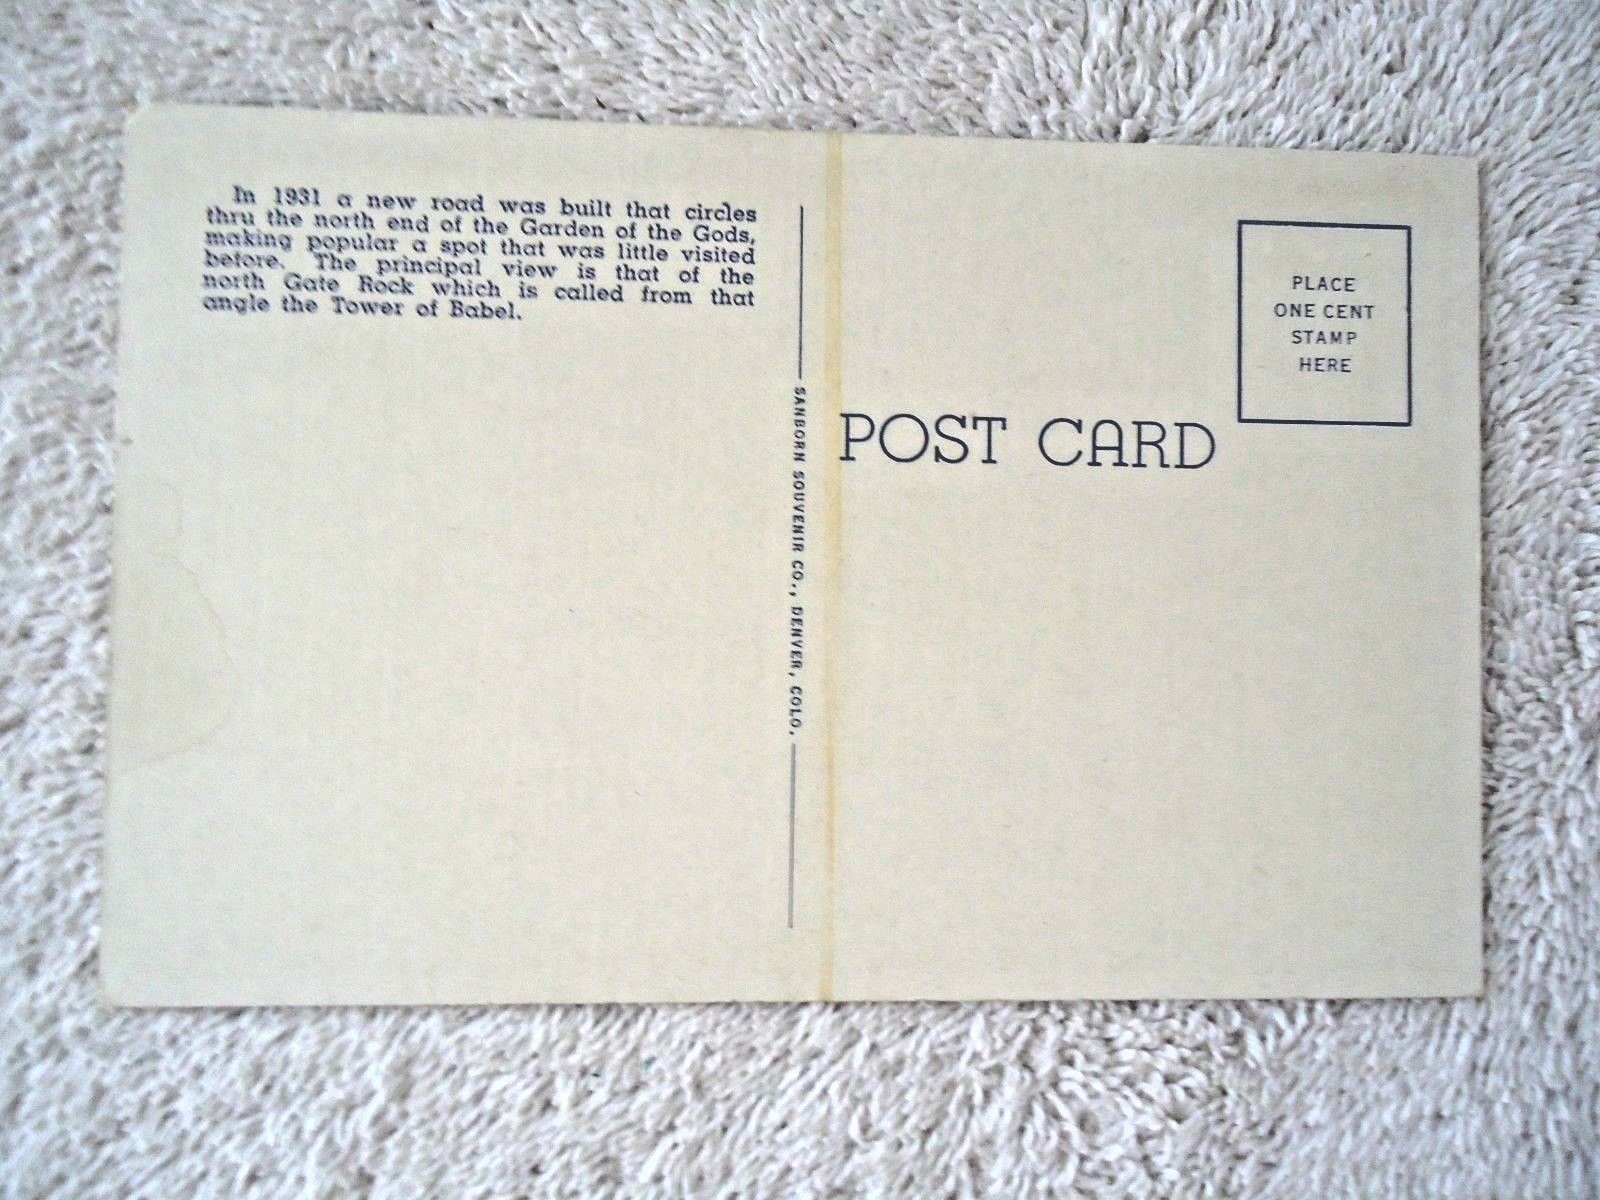 In 1931 a new road was built that circles
thru the north end of the Garden of the Gods,
making popular a spot that was little visited
before. The principal view is that of the
north Gate Rock which is called from that
angle the Tower of Babel.
SANBORN SOUVENIR CO., DENVER, COLO.
POST CARD
PLACE
ONE CENT
STAMP
HERE